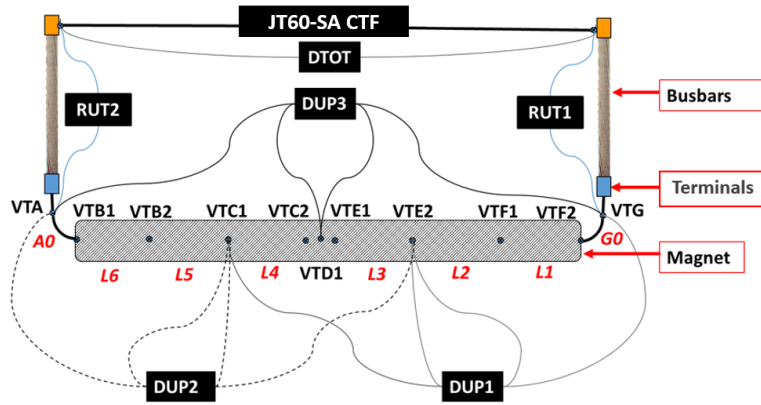 JT60-SA CTF
DTOT
RUT2
DUP3
RUT1
Busbars
Terminals
VTA
VTB1
VTB2
VTC1
VTC2
VTE1
VTE2
VTF1
VTF2
VTG
A0
G0
L6
L5
L4
VTD1
L3
L2
L1
Magnet
DUP2
DUP1